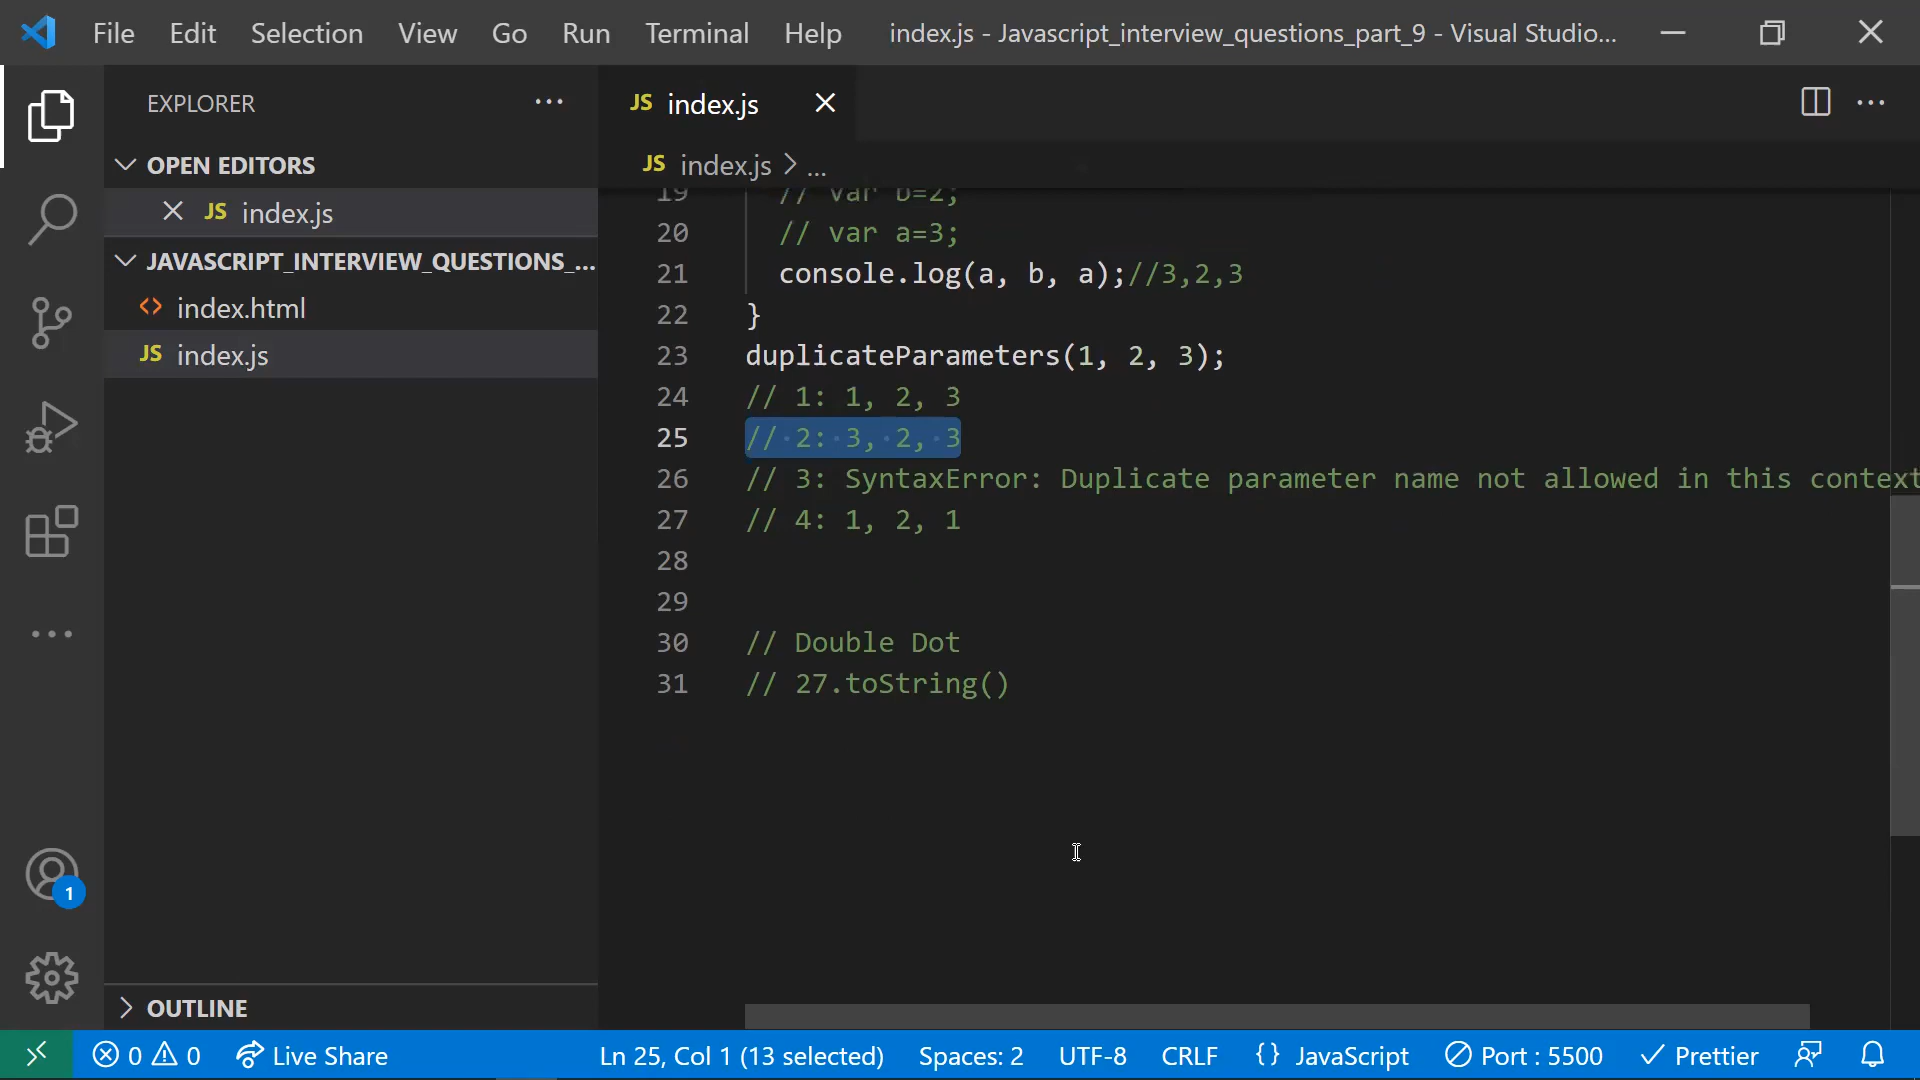 File Edit Selection View Go Run Terminal Help index.js - Javascript_interview_questions_part_9 - Visual Studio...
EXPLORER
OPEN EDITORS
JS index.js
JAVASCRIPT_INTERVIEW_QUESTIONS_...
<> index.html
JS index.js
OUTLINE
JS index.js
JS index.js > ...
19 // var b=2;
20 // var a=3;
21 console.log(a, b, a);//3,2,3
22 }
23 duplicateParameters(1, 2, 3);
24 // 1: 1, 2, 3
25 // 2: 3, 2, 3
26 // 3: SyntaxError: Duplicate parameter name not allowed in this context
27 // 4: 1, 2, 1
28
29
30 // Double Dot
31 // 27.toString()
1
0 0 Live Share Ln 25, Col 1 (13 selected) Spaces: 2 UTF-8 CRLF {} JavaScript Port : 5500 Prettier